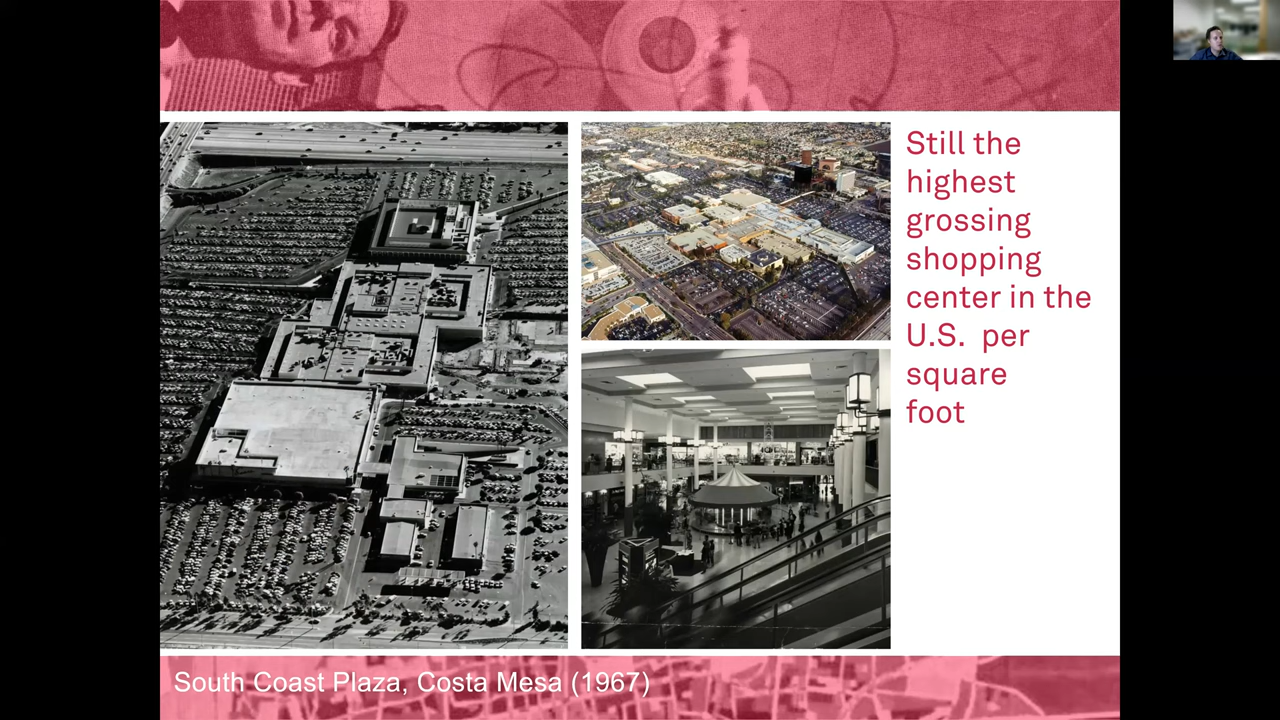 Still the
highest
grossing
shopping
center in the
U.S. per
square
foot
South Coast Plaza, Costa Mesa (1967)